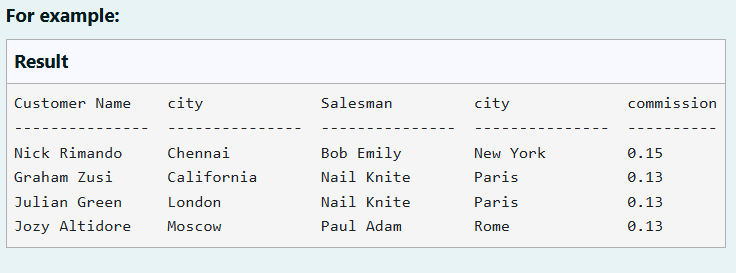 For example:
Result
Customer Name    city             Salesman         city             commission
---------------  ---------------  ---------------  ---------------  ----------
Nick Rimando     Chennai          Bob Emily        New York         0.15
Graham Zusi      California       Nail Knite       Paris            0.13
Julian Green     London           Nail Knite       Paris            0.13
Jozy Altidore    Moscow           Paul Adam        Rome             0.13